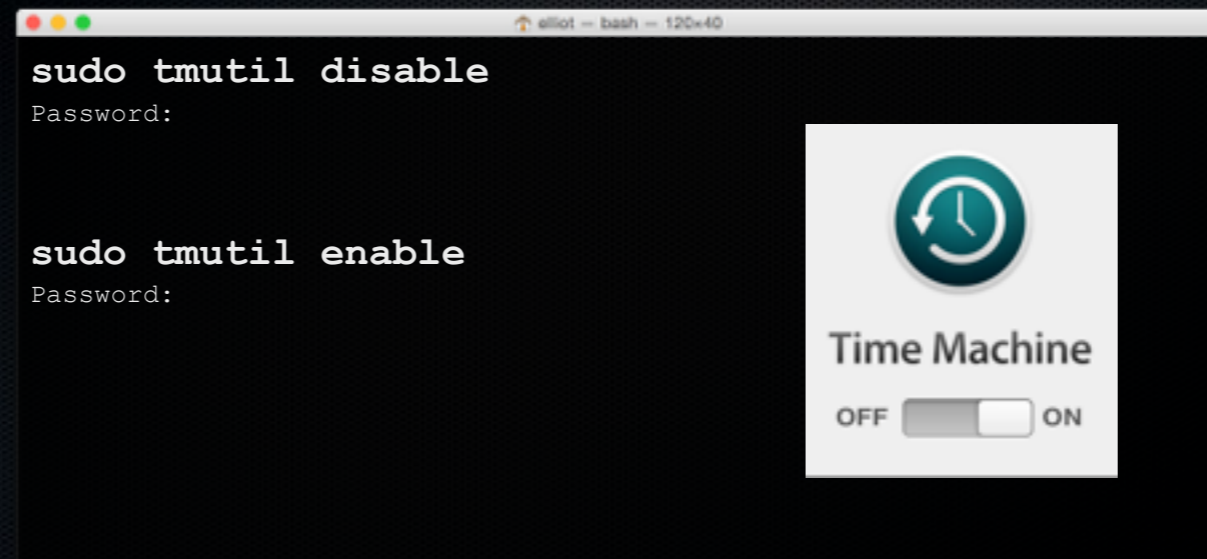 elliot — bash — 120×40
sudo tmutil disable
Password:
sudo tmutil enable
Password:
Time Machine
OFF ON